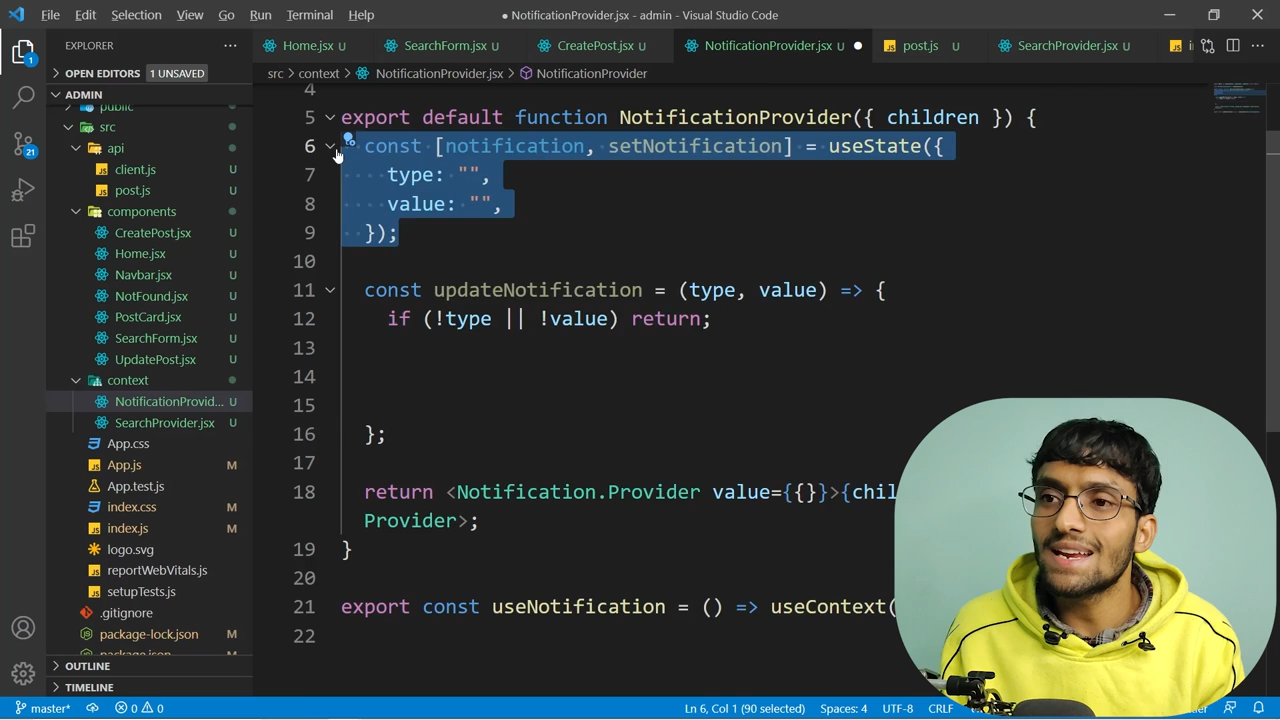 File Edit Selection View Go Run Terminal Help
● NotificationProvider.jsx - admin - Visual Studio Code
EXPLORER
Home.jsx U
SearchForm.jsx U
CreatePost.jsx U
NotificationProvider.jsx U
post.js U
SearchProvider.jsx U
OPEN EDITORS 1 UNSAVED
src > context > NotificationProvider.jsx > NotificationProvider
ADMIN
public
src
api
client.js U
post.js U
components
CreatePost.jsx U
Home.jsx U
Navbar.jsx U
NotFound.jsx U
PostCard.jsx U
SearchForm.jsx U
UpdatePost.jsx U
context
NotificationProvid... U
SearchProvider.jsx U
App.css
App.js M
App.test.js
index.css M
index.js M
logo.svg
reportWebVitals.js
setupTests.js
.gitignore
package-lock.json M
package.json M
OUTLINE
TIMELINE
1
21
4
5 export default function NotificationProvider({ children }) {
6 const [notification, setNotification] = useState({
7 type: "",
8 value: "",
9 });
10
11 const updateNotification = (type, value) => {
12 if (!type || !value) return;
13
14
15
16 };
17
18 return <Notification.Provider value={{}}>{chil
Provider>;
19 }
20
21 export const useNotification = () => useContext(
22
master* 0 0 Ln 6, Col 1 (90 selected) Spaces: 4 UTF-8 CRLF